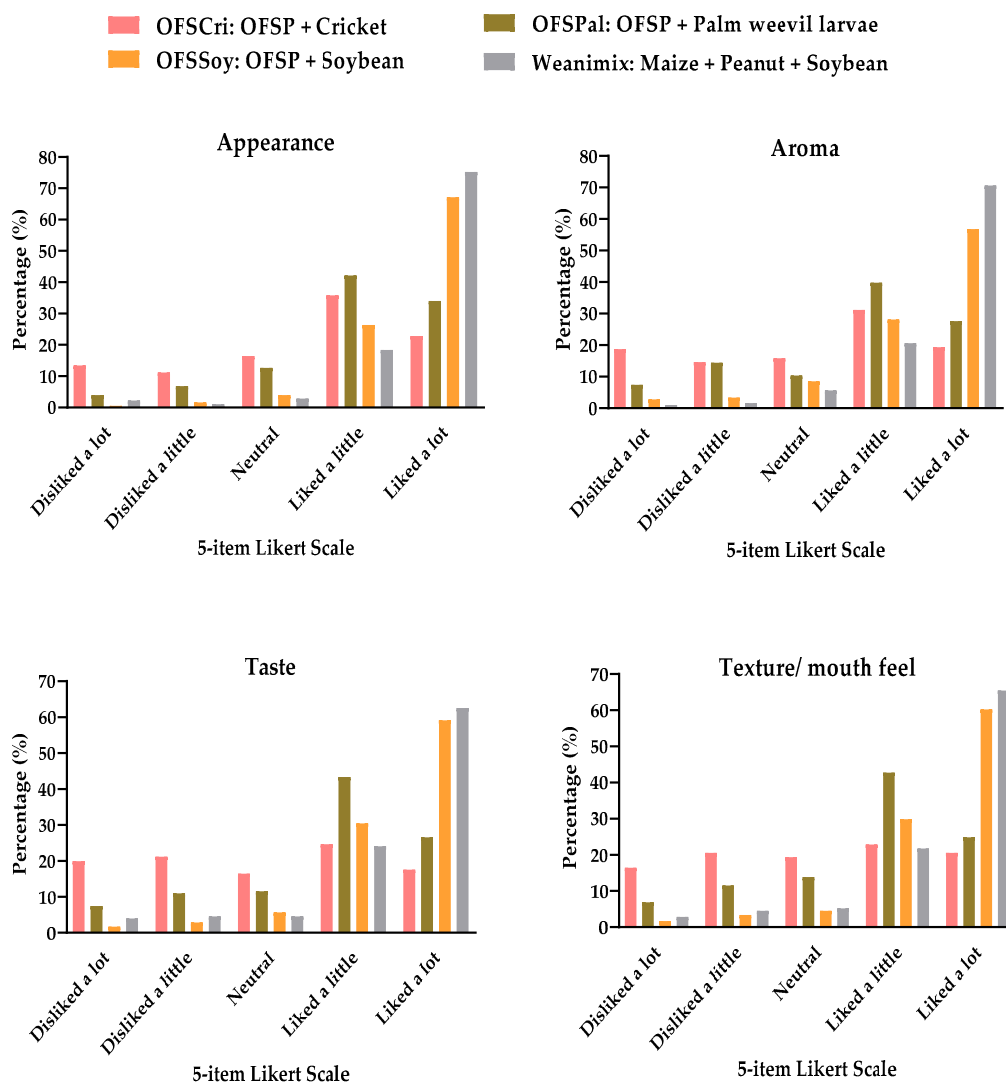 OFSCri: OFSP + Cricket
OFSPal: OFSP + Palm weevil larvae
OFSSoy: OFSP + Soybean
Weanimix: Maize + Peanut + Soybean
Appearance
Percentage (%)
80
70
60
50
40
30
20
10
0
Disliked a lot
Disliked a little
Neutral
Liked a little
Liked a lot
5-item Likert Scale
Aroma
Percentage (%)
80
70
60
50
40
30
20
10
0
Disliked a lot
Disliked a little
Neutral
Liked a little
Liked a lot
5-item Likert Scale
Taste
Percentage (%)
70
60
50
40
30
20
10
0
Disliked a lot
Disliked a little
Neutral
Liked a little
Liked a lot
5-item Likert Scale
Texture/ mouth feel
Percentage (%)
70
60
50
40
30
20
10
0
Disliked a lot
Disliked a little
Neutral
Liked a little
Liked a lot
5-item Likert Scale